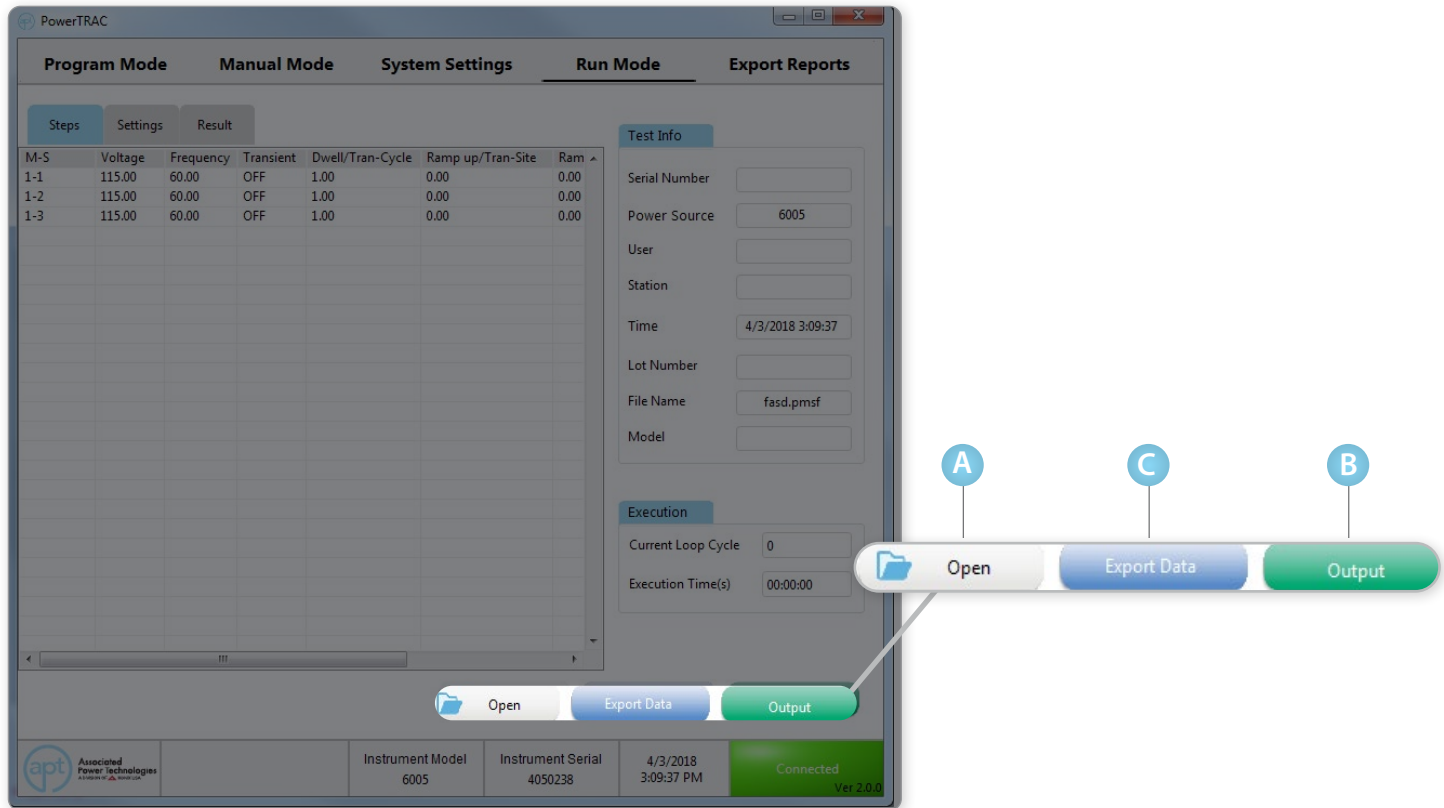 apt PowerTRAC
Program Mode Manual Mode System Settings Run Mode Export Reports
Steps Settings Result
M-S Voltage Frequency Transient Dwell/Tran-Cycle Ramp up/Tran-Site Ram
1-1 115.00 60.00 OFF 1.00 0.00 0.00
1-2 115.00 60.00 OFF 1.00 0.00 0.00
1-3 115.00 60.00 OFF 1.00 0.00 0.00
Test Info
Serial Number
Power Source 6005
User
Station
Time 4/3/2018 3:09:37
Lot Number
File Name fasd.pmsf
Model
Execution
Current Loop Cycle 0
Execution Time(s) 00:00:00
A C B
Open Export Data Output
Open Export Data Output
apt Associated
Power Technologies
Instrument Model
6005
Instrument Serial
4050238
4/3/2018
3:09:37 PM
Connected
Ver 2.0.0